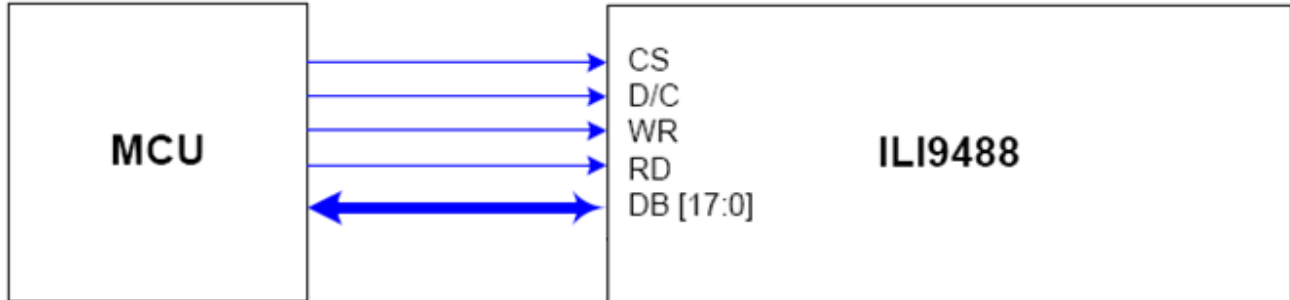 MCU
CS
D/C
WR
RD
DB [17:0]
ILI9488